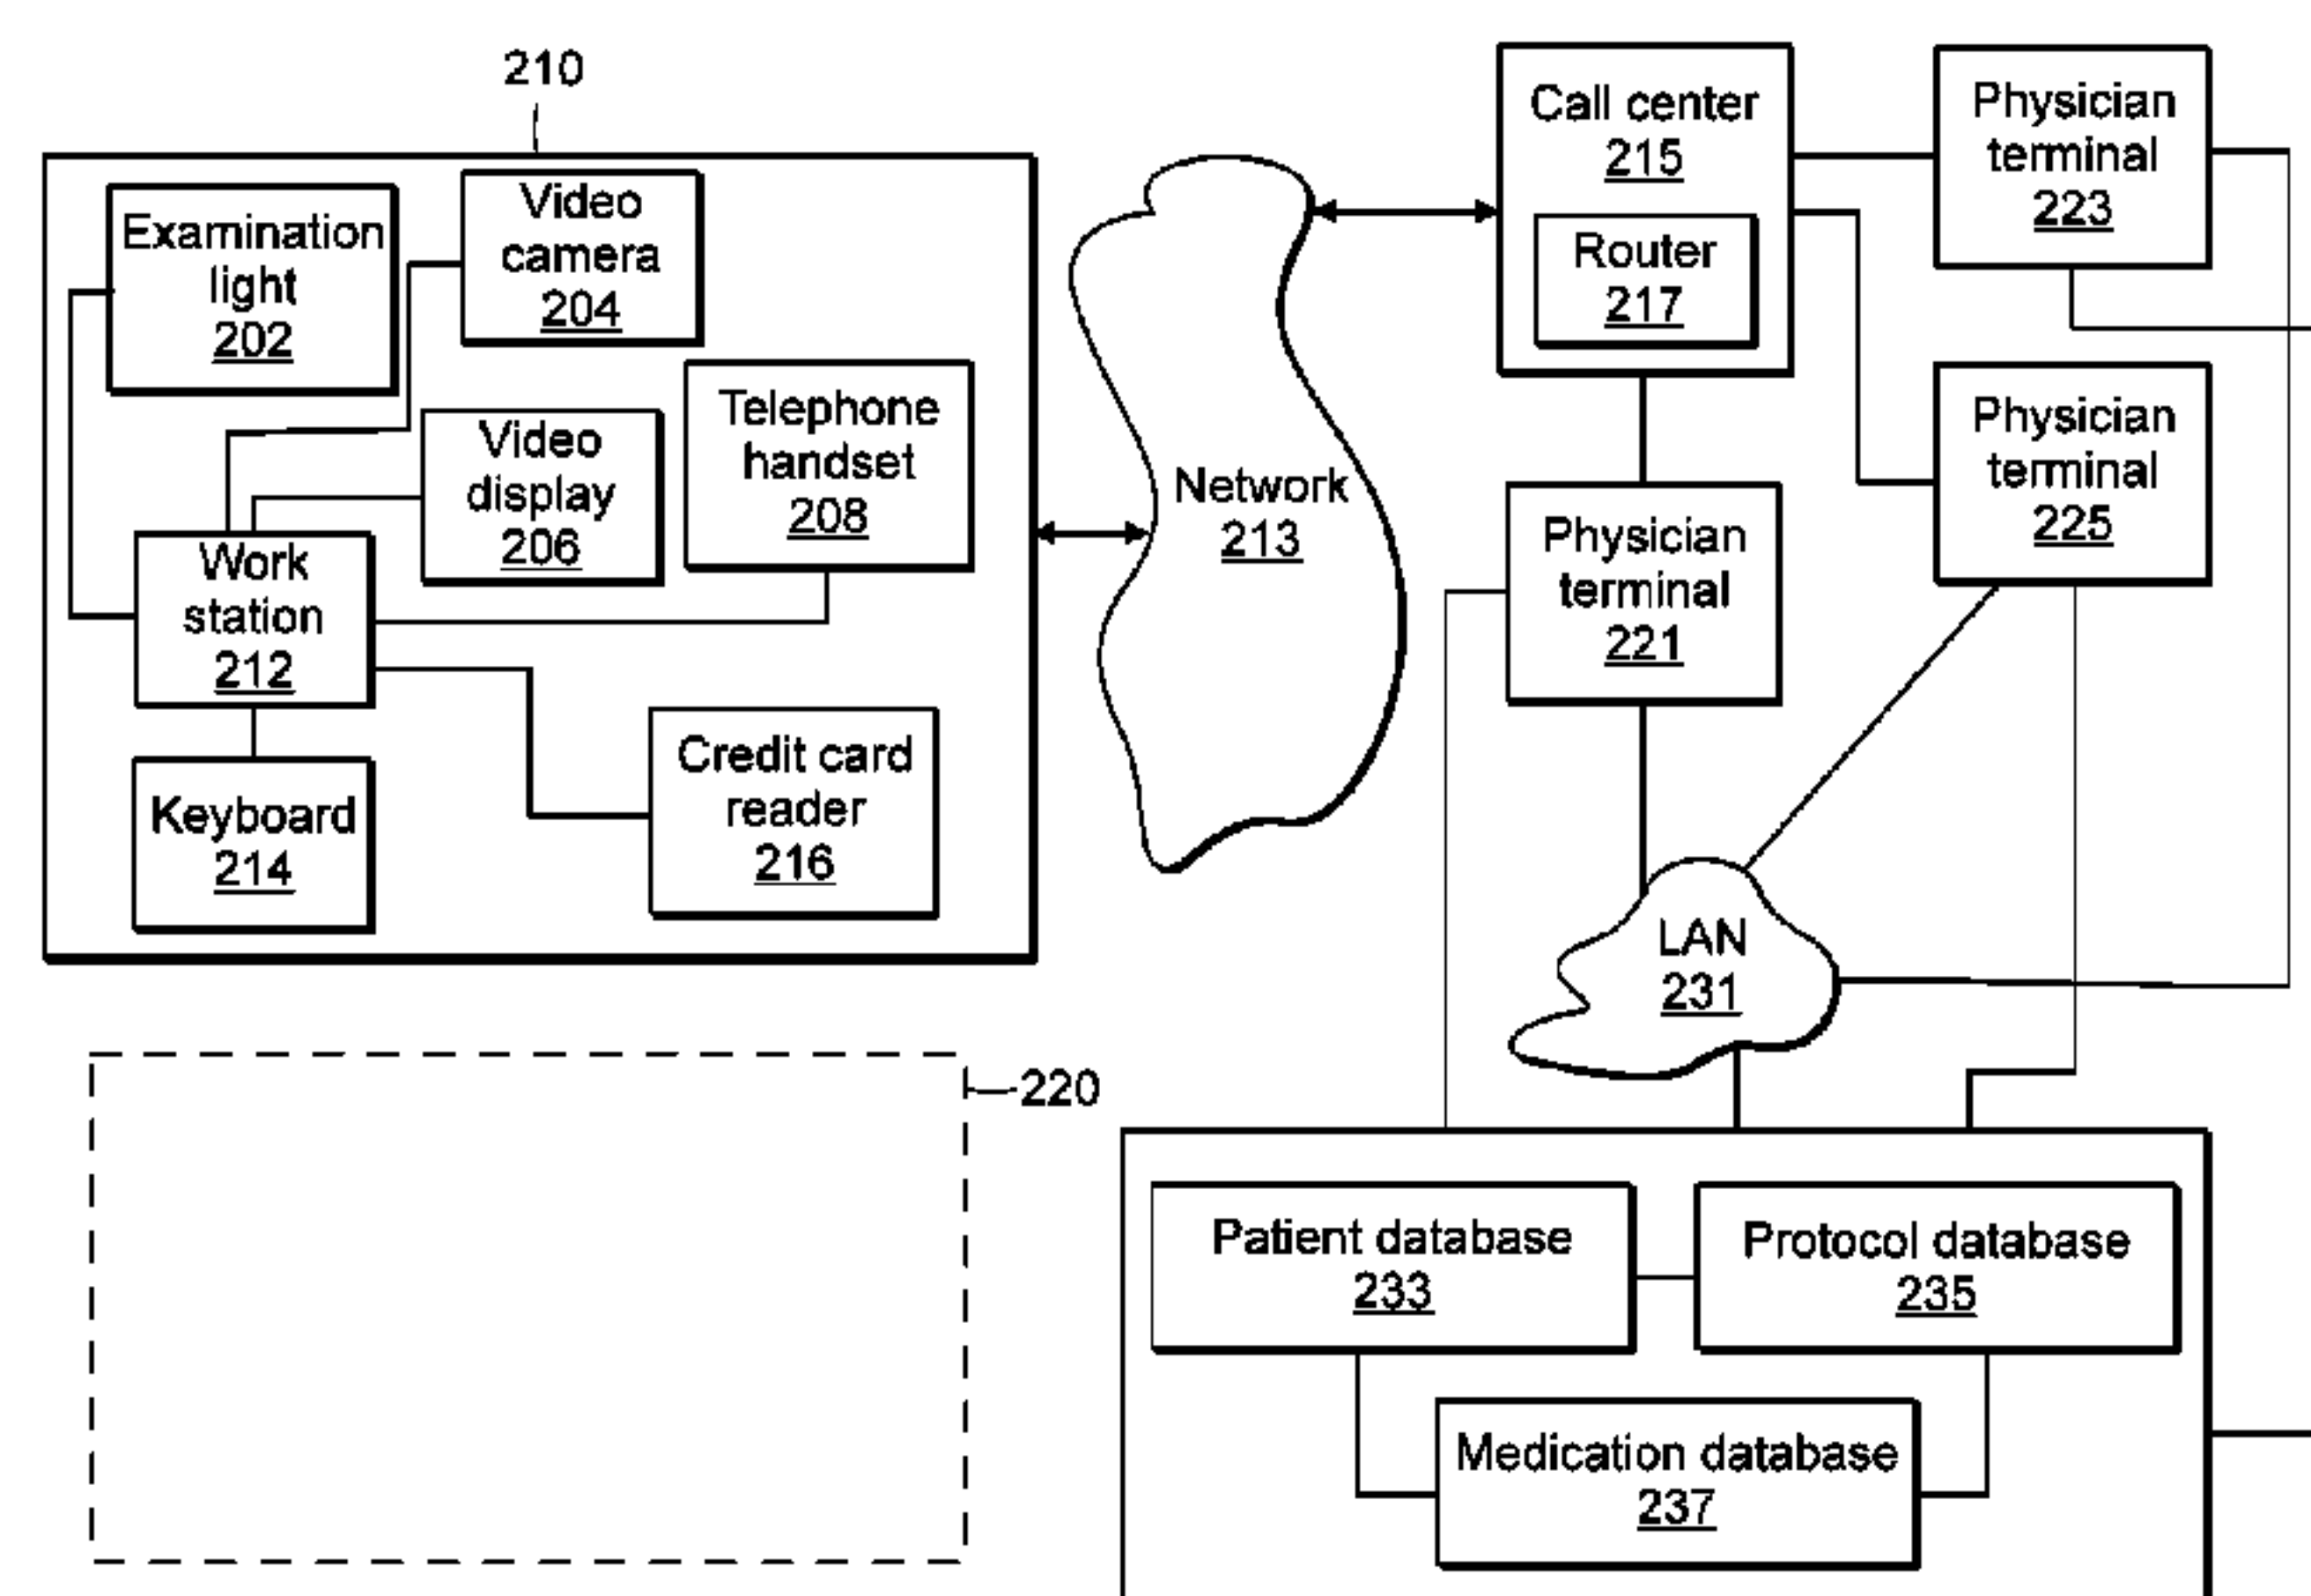 210
Examination
light
202
Video
camera
204
Video
display
206
Telephone
handset
208
Work
station
212
Keyboard
214
Credit card
reader
216
Network
213
Call center
215
Router
217
Physician
terminal
223
Physician
terminal
225
Physician
terminal
221
LAN
231
220
Patient database
233
Protocol database
235
Medication database
237